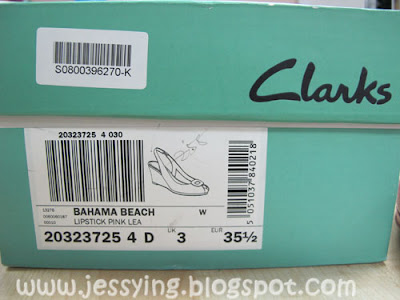 S0800396270-K
Clarks
20323725 4 030
5 051037 840218
BAHAMA BEACH W
LIPSTICK PINK LEA
20323725 4 D UK 3 EUR 35½
www.jessying.blogspot.com